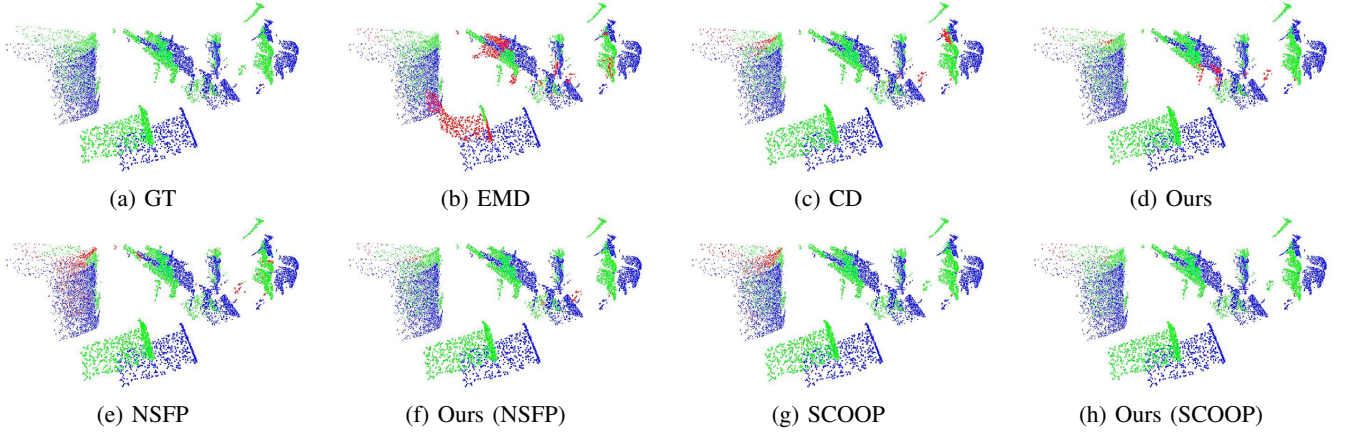 (a) GT
(b) EMD
(c) CD
(d) Ours
(e) NSFP
(f) Ours (NSFP)
(g) SCOOP
(h) Ours (SCOOP)